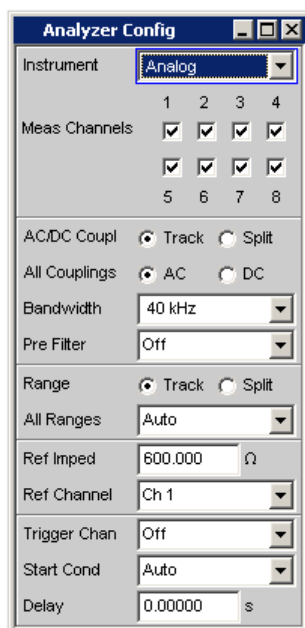 Analyzer Config
Instrument Analog
1 2 3 4
Meas Channels
5 6 7 8
AC/DC Coupl Track Split
All Couplings AC DC
Bandwidth 40 kHz
Pre Filter Off
Range Track Split
All Ranges Auto
Ref Imped 600.000 Ω
Ref Channel Ch 1
Trigger Chan Off
Start Cond Auto
Delay 0.00000 s